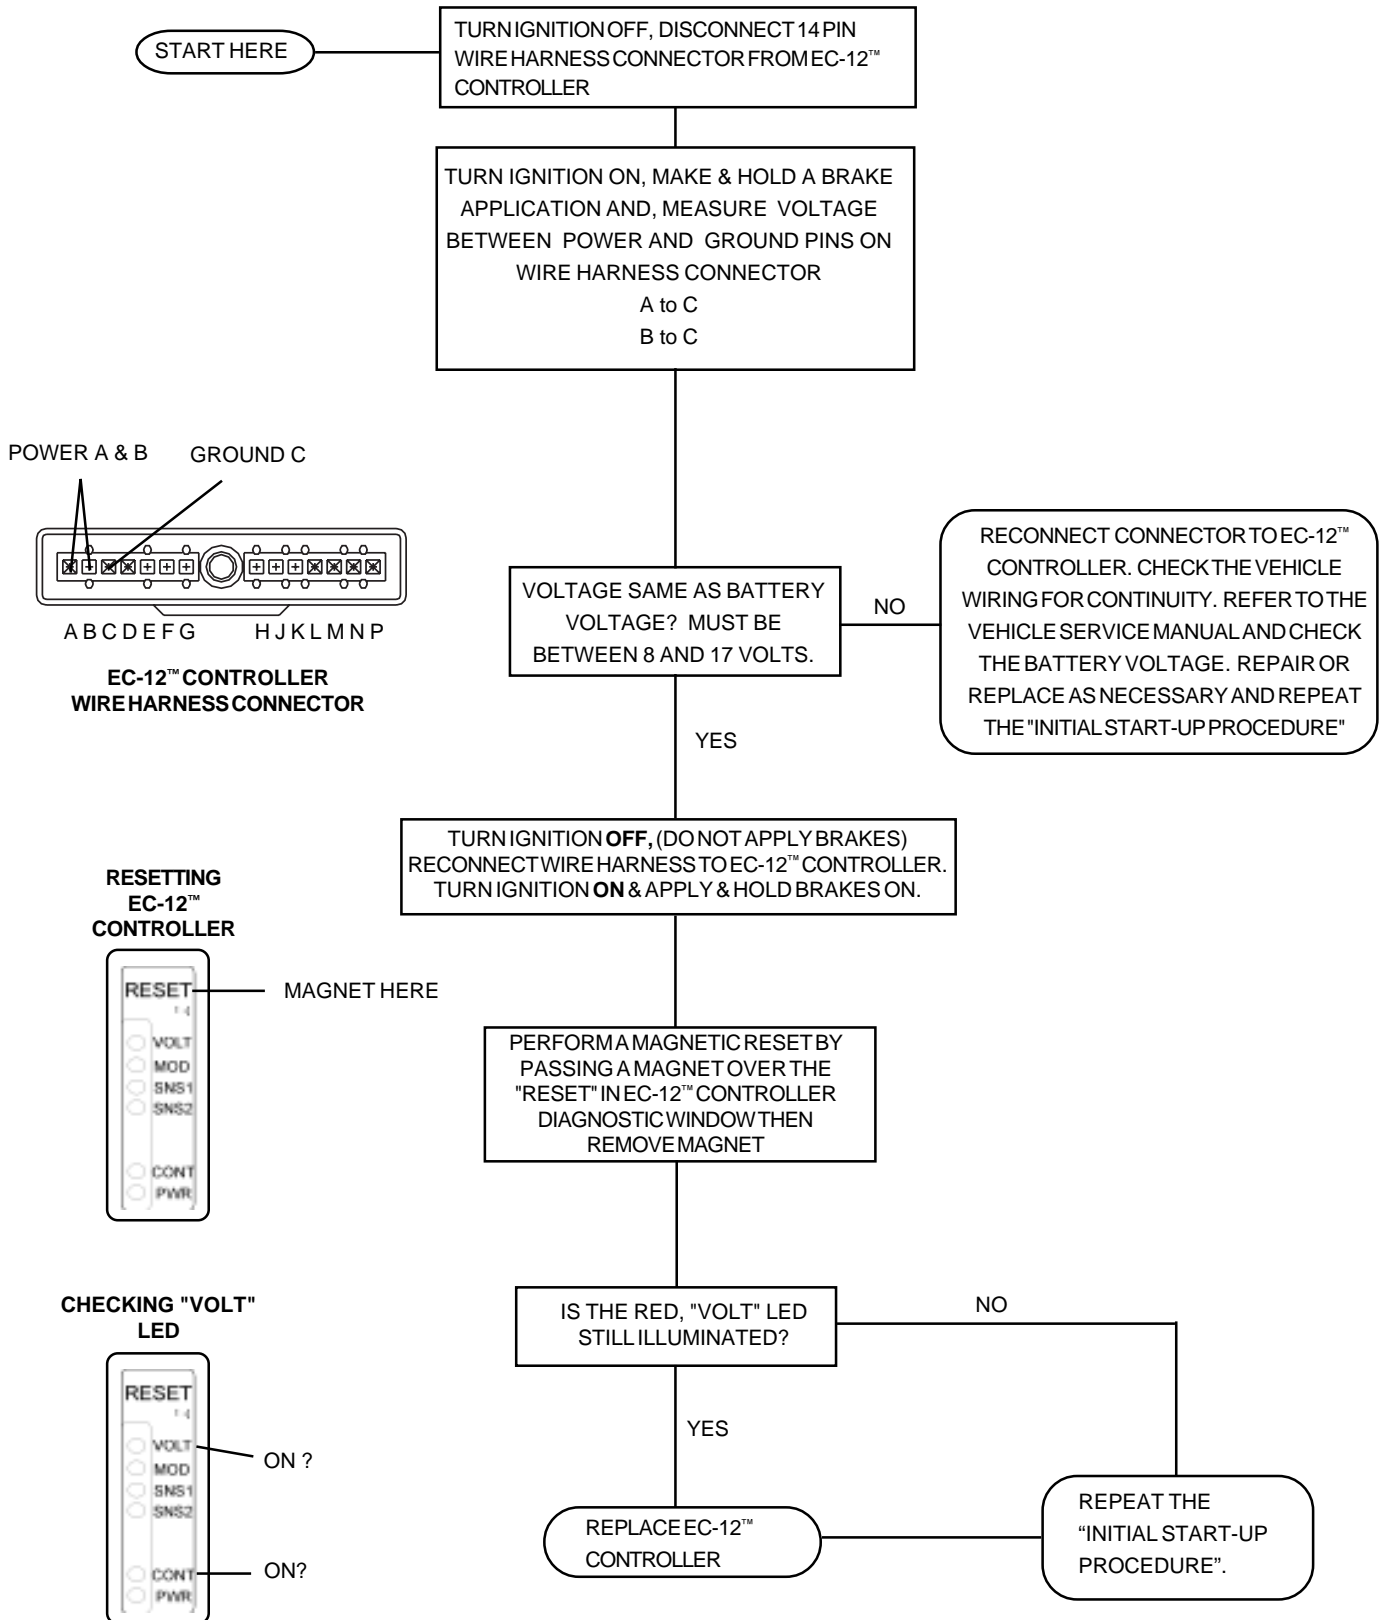 START HERE
TURN IGNITION OFF, DISCONNECT 14 PIN
WIRE HARNESS CONNECTOR FROM EC-12™
CONTROLLER
TURN IGNITION ON, MAKE & HOLD A BRAKE
APPLICATION AND, MEASURE VOLTAGE
BETWEEN POWER AND GROUND PINS ON
WIRE HARNESS CONNECTOR
A to C
B to C
POWER A & B
GROUND C
A B C D E F G
H J K L M N P
EC-12™ CONTROLLER
WIRE HARNESS CONNECTOR
VOLTAGE SAME AS BATTERY
VOLTAGE? MUST BE
BETWEEN 8 AND 17 VOLTS.
NO
RECONNECT CONNECTOR TO EC-12™
CONTROLLER. CHECK THE VEHICLE
WIRING FOR CONTINUITY. REFER TO THE
VEHICLE SERVICE MANUAL AND CHECK
THE BATTERY VOLTAGE. REPAIR OR
REPLACE AS NECESSARY AND REPEAT
THE "INITIAL START-UP PROCEDURE"
YES
TURN IGNITION OFF, (DO NOT APPLY BRAKES)
RECONNECT WIRE HARNESS TO EC-12™ CONTROLLER.
TURN IGNITION ON & APPLY & HOLD BRAKES ON.
RESETTING
EC-12™
CONTROLLER
RESET
VOLT
MOD
SNS1
SNS2
CONT
PWR
MAGNET HERE
PERFORM A MAGNETIC RESET BY
PASSING A MAGNET OVER THE
"RESET" IN EC-12™ CONTROLLER
DIAGNOSTIC WINDOW THEN
REMOVE MAGNET
IS THE RED, "VOLT" LED
STILL ILLUMINATED?
NO
YES
CHECKING "VOLT"
LED
RESET
VOLT
MOD
SNS1
SNS2
CONT
PWR
ON ?
ON?
REPLACE EC-12™
CONTROLLER
REPEAT THE
“INITIAL START-UP
PROCEDURE”.